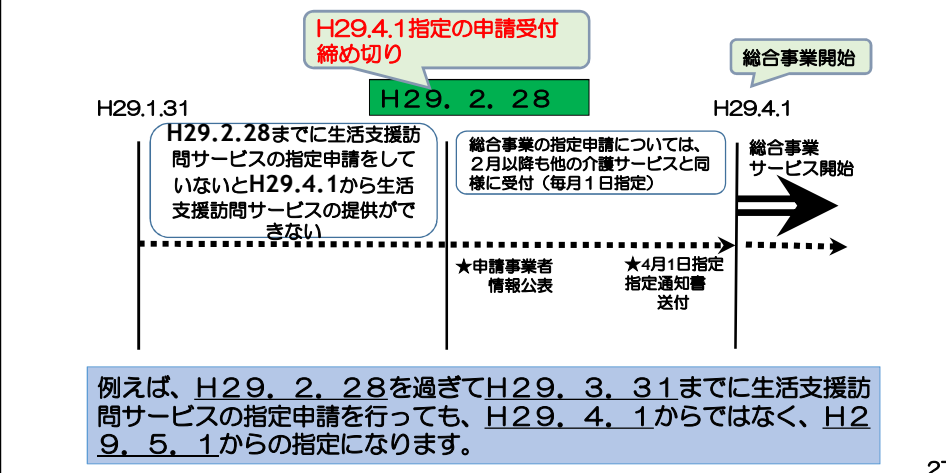 H29.4.1指定の申請受付
締め切り
総合事業開始
H29．2．28
H29.1.31
H29.4.1
H29.2.28までに生活支援訪
問サービスの指定申請をして
いないとH29.4.1から生活
支援訪問サービスの提供がで
きない
総合事業の指定申請については、
２月以降も他の介護サービスと同
様に受付（毎月１日指定）
総合事業
サービス開始
★申請事業者
情報公表
★4月1日指定
指定通知書
送付
例えば、Ｈ２９．２．２８を過ぎてＨ２９．３．３１までに生活支援訪
問サービスの指定申請を行っても、Ｈ２９．４．１からではなく、Ｈ２
９．５．１からの指定になります。